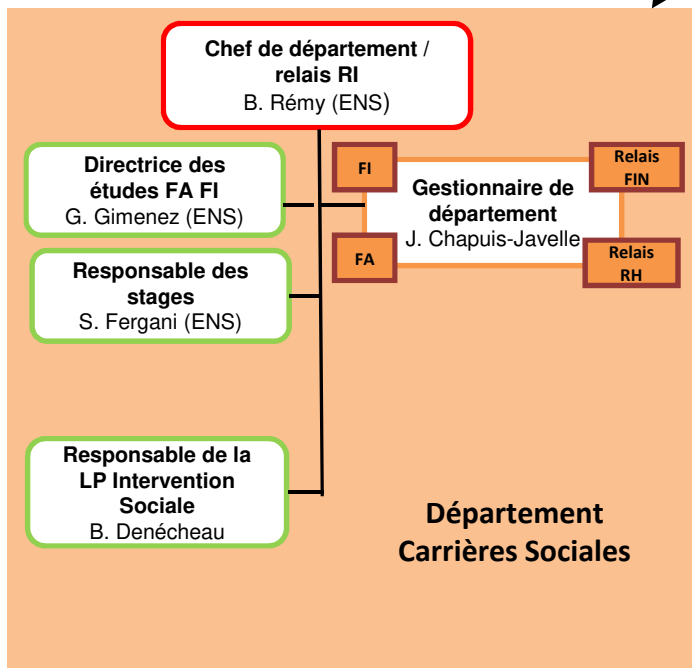 Chef de département /
relais RI
B. Rémy (ENS)
Directrice des
études FA FI
G. Gimenez (ENS)
FI
Relais
FIN
Gestionnaire de
département
J. Chapuis-Javelle
FA
Relais
RH
Responsable des
stages
S. Fergani (ENS)
Responsable de la
LP Intervention
Sociale
B. Denécheau
Département
Carrières Sociales